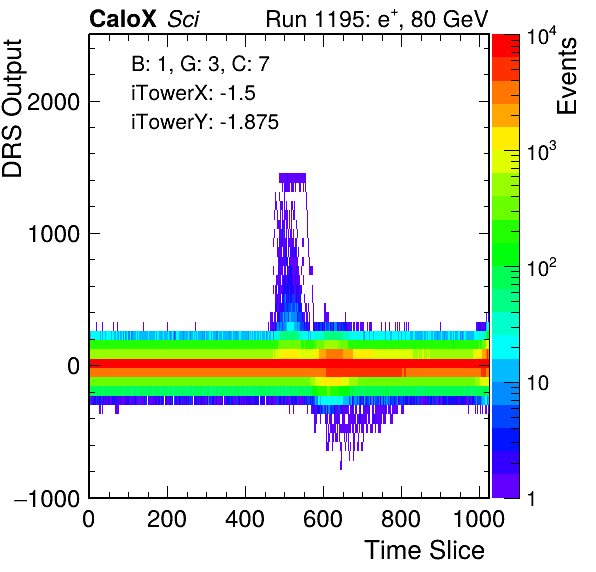 CaloX Sci Run 1195: e⁺, 80 GeV
DRS Output
B: 1, G: 3, C: 7
iTowerX: -1.5
iTowerY: -1.875
2000
1000
0
−1000
0 200 400 600 800 1000
Time Slice
10⁴
10³
10²
10
1
Events